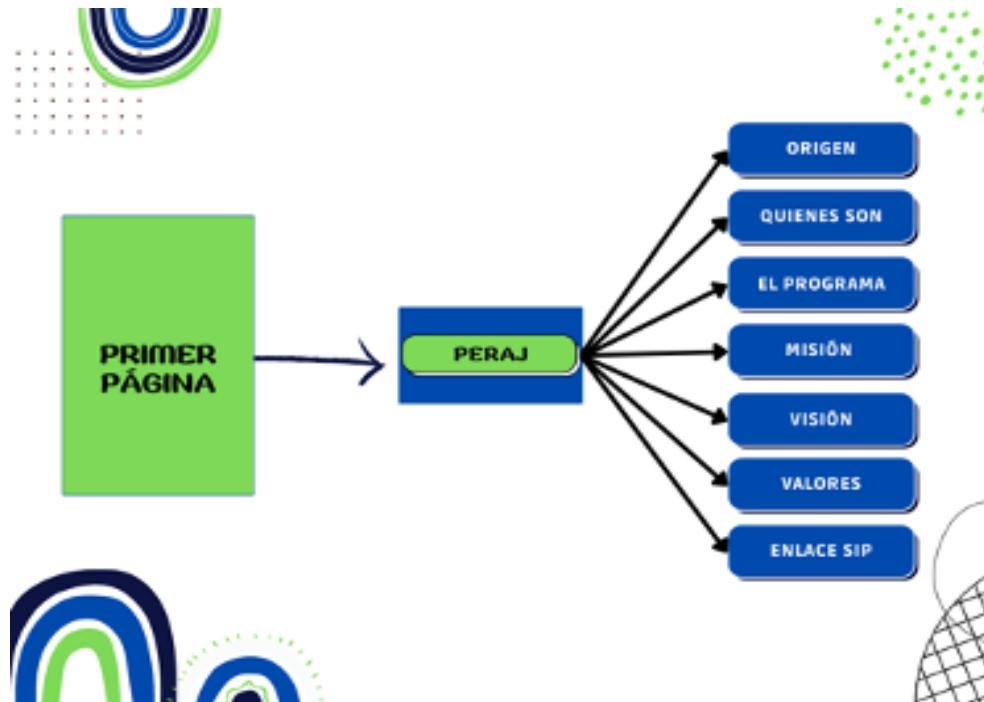 PRIMER
PÁGINA
PERAJ
ORIGEN
QUIENES SON
EL PROGRAMA
MISIÓN
VISIÓN
VALORES
ENLACE SIP